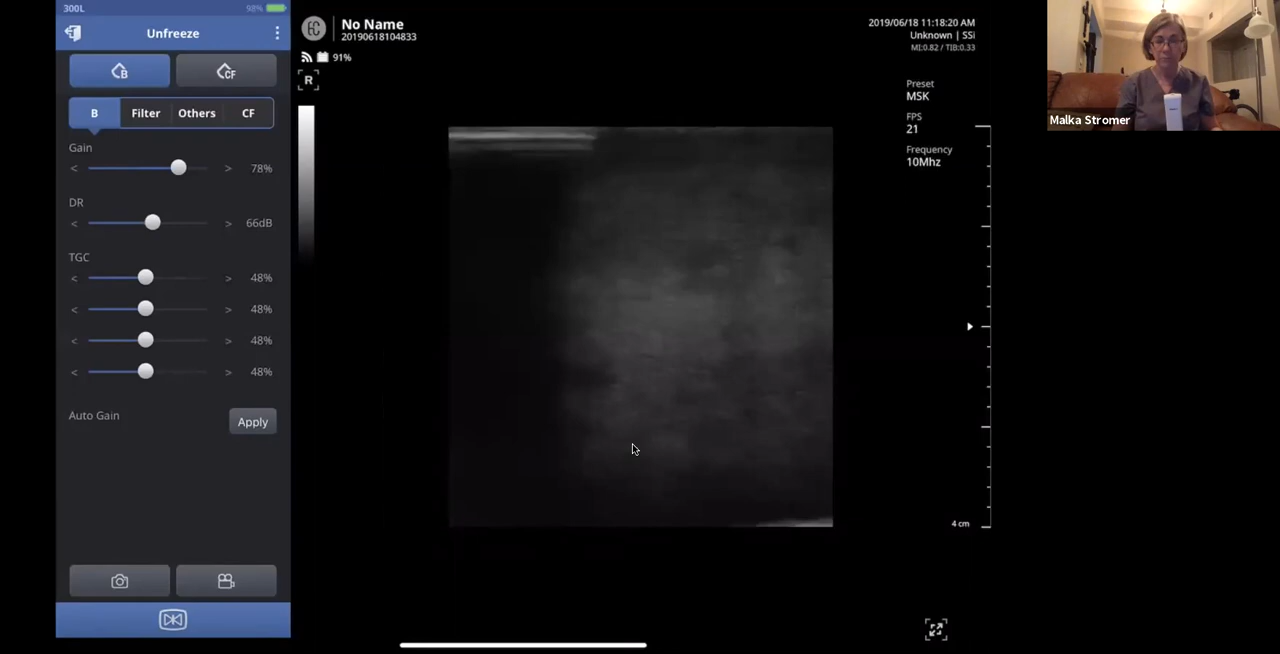 300L
98%
Unfreeze
B
CF
B
Filter
Others
CF
Gain
< > 78%
DR
< > 66dB
TGC
< > 48%
< > 48%
< > 48%
< > 48%
Auto Gain
Apply
EC
No Name
20190618104833
91%
R
2019/06/18 11:18:20 AM
Unknown | SSi
MI:0.82 / TIB:0.33
Preset
MSK
FPS
21
Frequency
10Mhz
4 cm
Malka Stromer